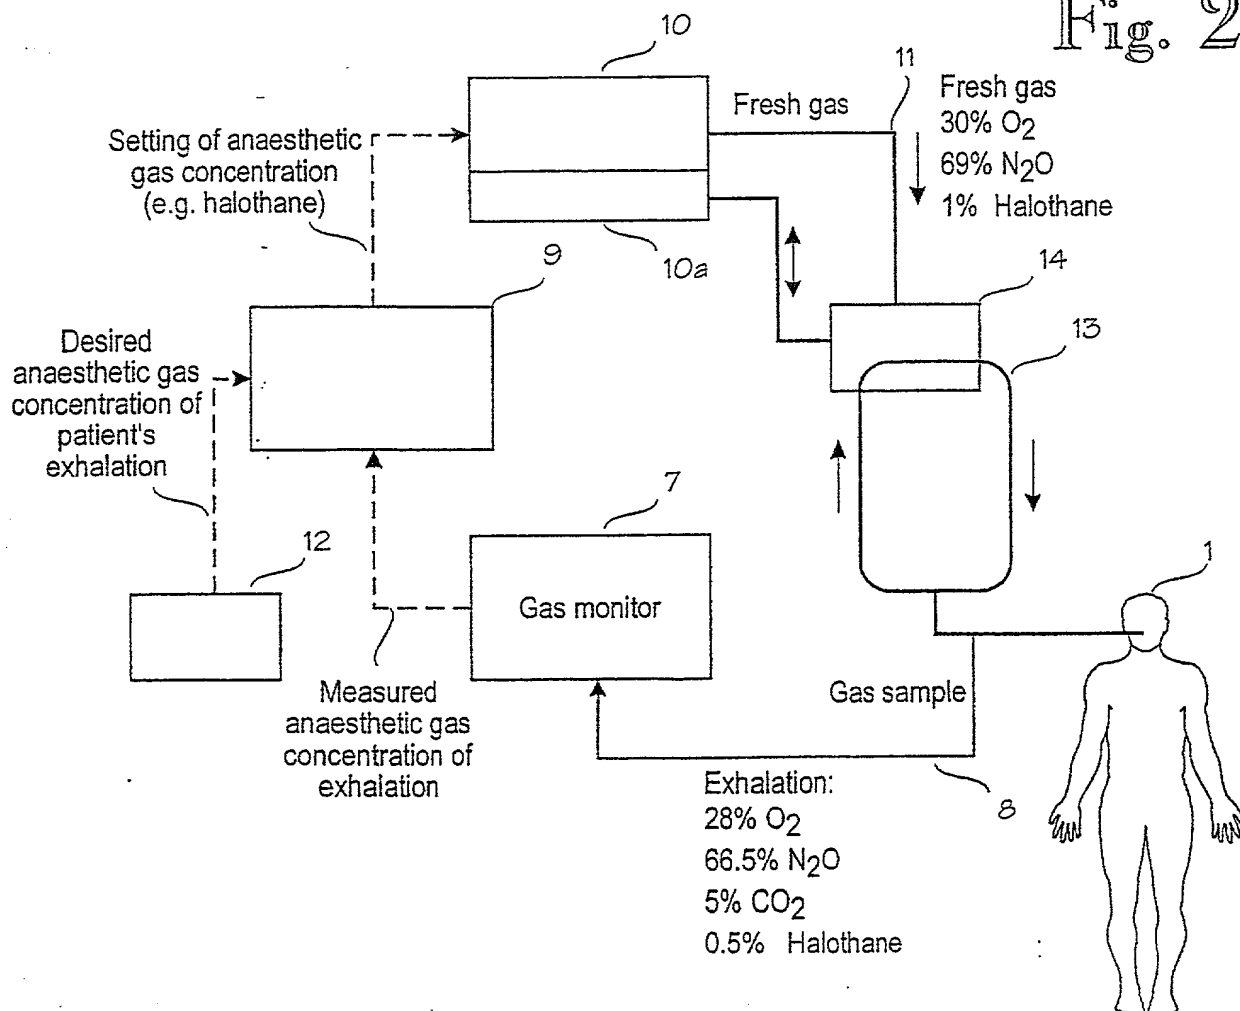 Fig. 2
10
11
Fresh gas
Fresh gas
30% O2
69% N2O
1% Halothane
Setting of anaesthetic
gas concentration
(e.g. halothane)
10a
9
14
13
Desired
anaesthetic gas
concentration of
patient's
exhalation
7
12
Gas monitor
1
Measured
anaesthetic gas
concentration of
exhalation
Gas sample
8
Exhalation:
28% O2
66.5% N2O
5% CO2
0.5% Halothane